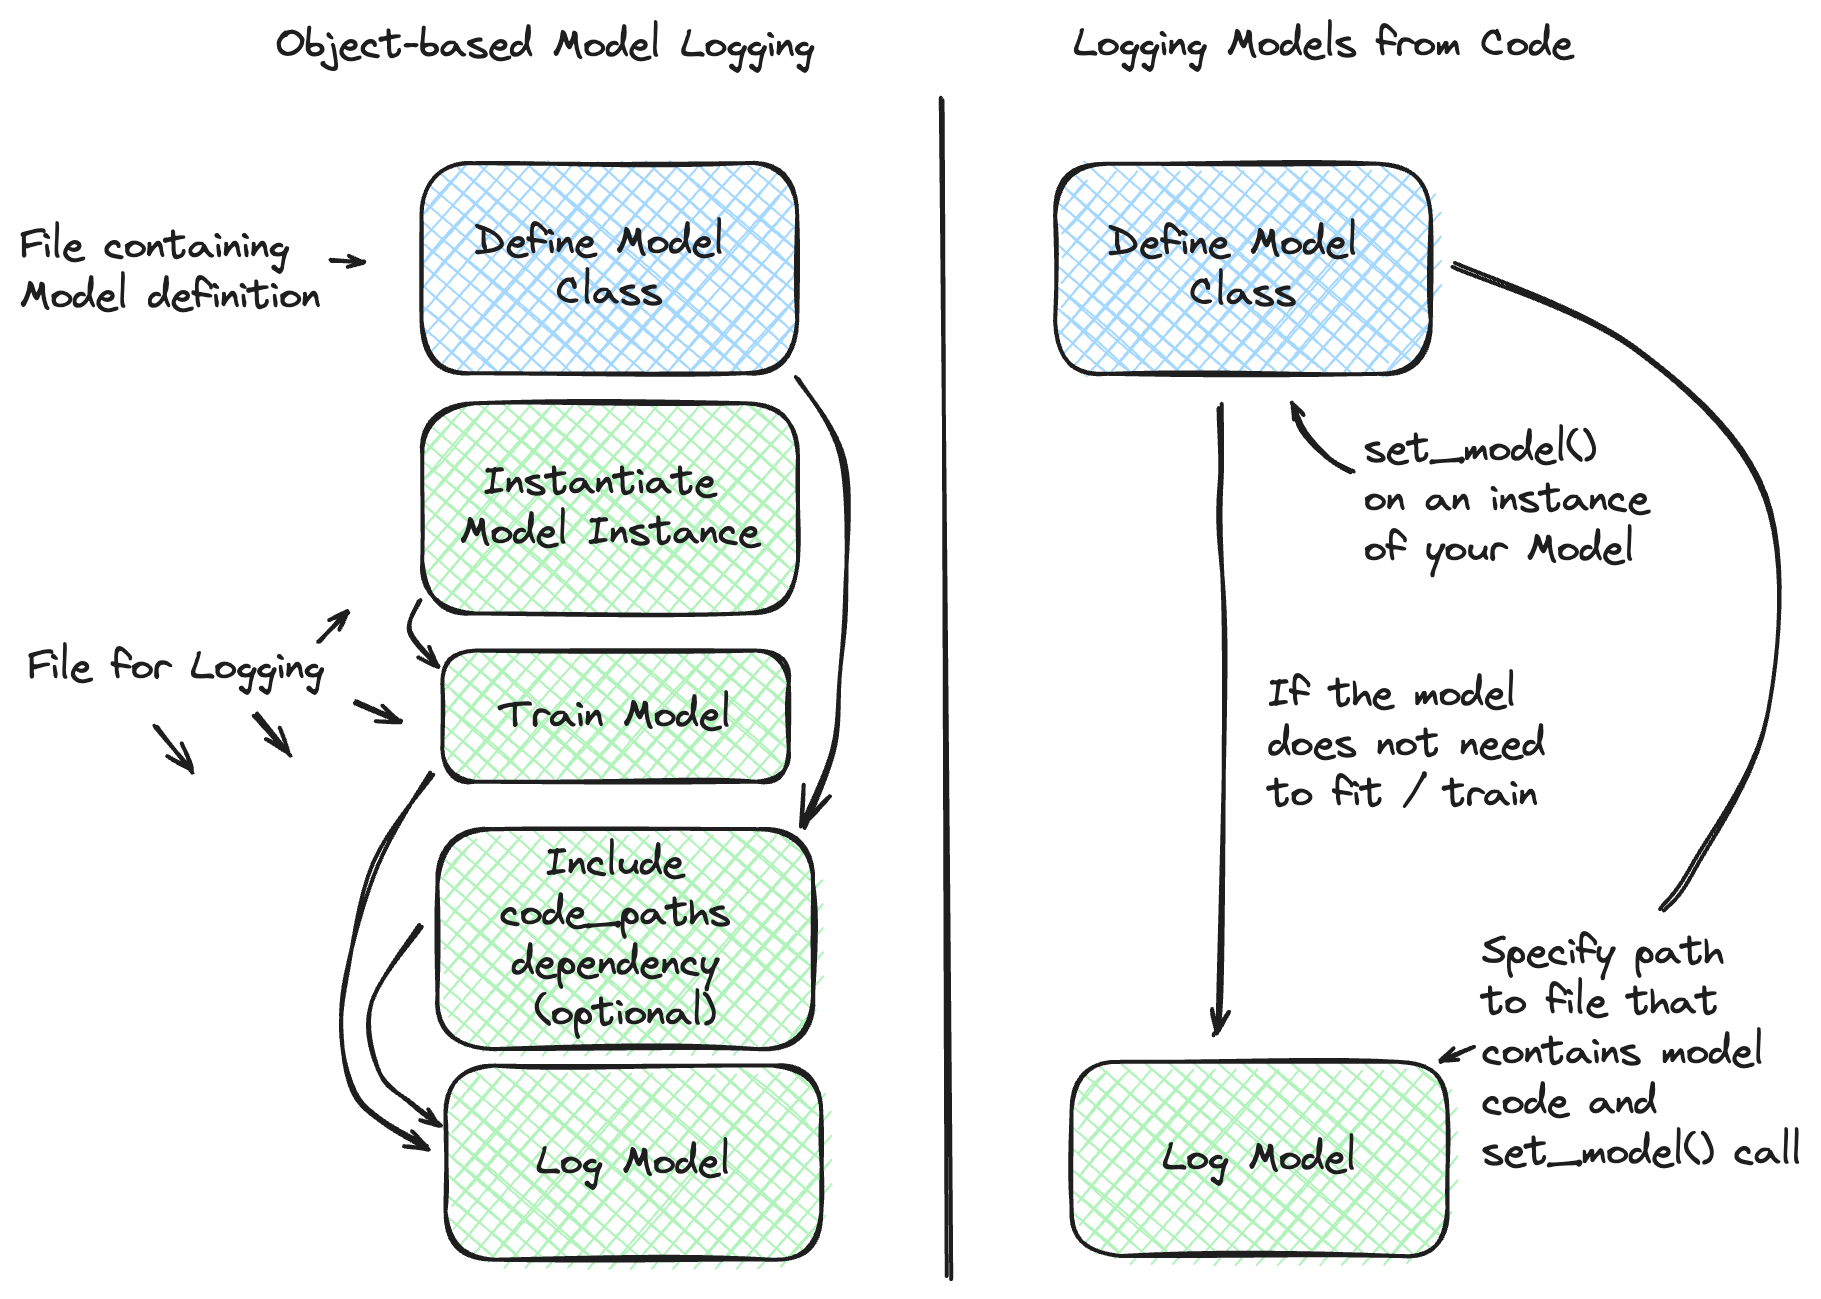 Object-based Model Logging
File containing
Model definition
Define Model
Class
Instantiate
Model Instance
File for Logging
Train Model
Include
code_paths
dependency
(optional)
Log Model
Logging Models from Code
Define Model
Class
set_model()
on an instance
of your Model
If the model
does not need
to fit / train
Specify path
to file that
contains model
code and
set_model() call
Log Model